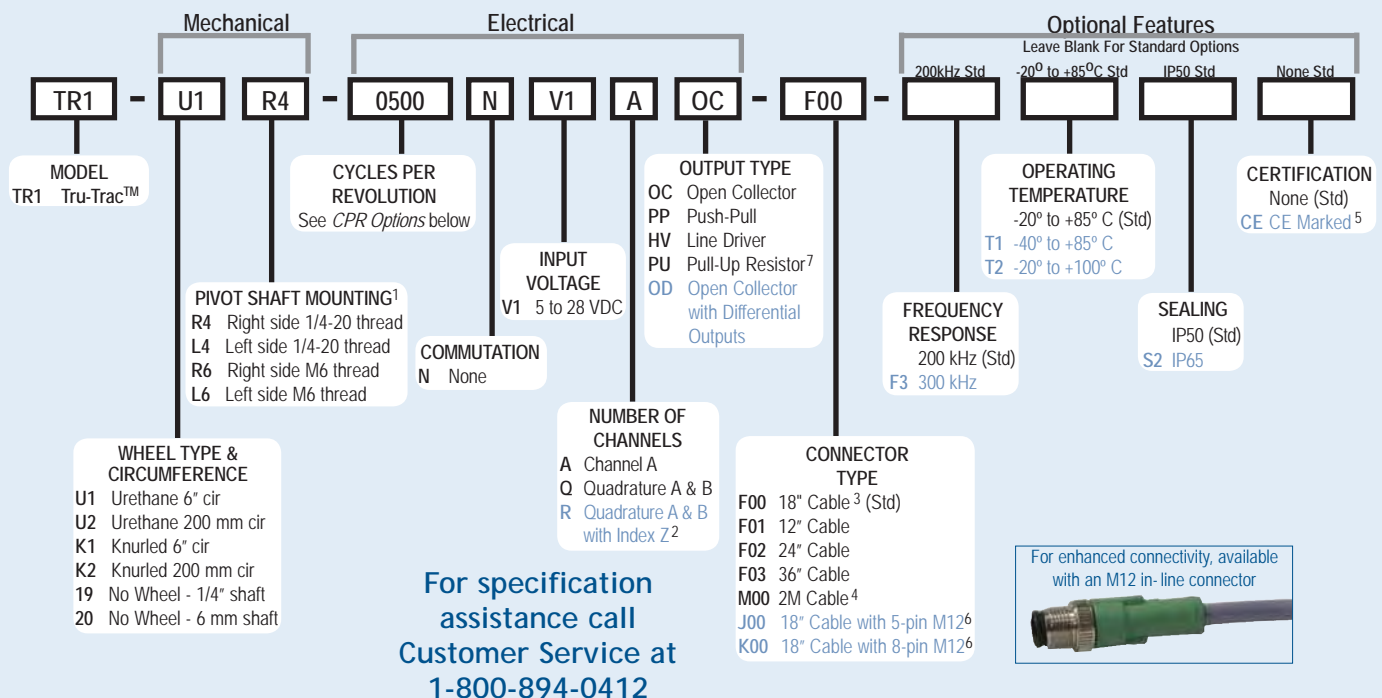 Mechanical
Electrical
Optional Features
Leave Blank For Standard Options
200kHz Std
-20⁰ to +85⁰C Std
IP50 Std
None Std
TR1 - U1 R4 - 0500 N V1 A OC - F00 -
MODEL
TR1 Tru-Trac™
CYCLES PER
REVOLUTION
See CPR Options below
OUTPUT TYPE
OC Open Collector
PP Push-Pull
HV Line Driver
PU Pull-Up Resistor⁷
OD Open Collector
with Differential
Outputs
OPERATING
TEMPERATURE
-20º to +85º C (Std)
T1 -40º to +85º C
T2 -20º to +100º C
CERTIFICATION
None (Std)
CE CE Marked ⁵
INPUT
VOLTAGE
V1 5 to 28 VDC
PIVOT SHAFT MOUNTING¹
R4 Right side 1/4-20 thread
L4 Left side 1/4-20 thread
R6 Right side M6 thread
L6 Left side M6 thread
COMMUTATION
N None
FREQUENCY
RESPONSE
200 kHz (Std)
F3 300 kHz
SEALING
IP50 (Std)
S2 IP65
NUMBER OF
CHANNELS
A Channel A
Q Quadrature A & B
R Quadrature A & B
with Index Z²
WHEEL TYPE &
CIRCUMFERENCE
U1 Urethane 6" cir
U2 Urethane 200 mm cir
K1 Knurled 6" cir
K2 Knurled 200 mm cir
19 No Wheel - 1/4" shaft
20 No Wheel - 6 mm shaft
CONNECTOR
TYPE
F00 18" Cable ³ (Std)
F01 12" Cable
F02 24" Cable
F03 36" Cable
M00 2M Cable⁴
J00 18" Cable with 5-pin M12⁶
K00 18" Cable with 8-pin M12⁶
For enhanced connectivity, available
with an M12 in-line connector
For specification
assistance call
Customer Service at
1-800-894-0412